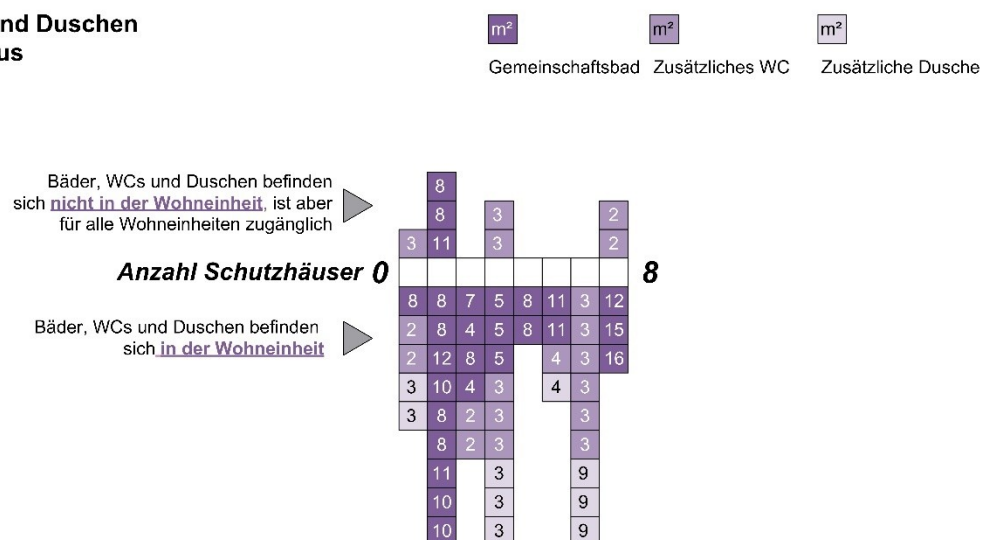 nd Duschen
us
m² m² m²
Gemeinschaftsbad Zusätzliches WC Zusätzliche Dusche
Bäder, WCs und Duschen befinden
sich nicht in der Wohneinheit, ist aber
für alle Wohneinheiten zugänglich
8
8 3 2
3 11 3 2
Anzahl Schutzhäuser 0 8
8 8 7 5 8 11 3 12
Bäder, WCs und Duschen befinden
sich in der Wohneinheit
2 8 4 5 8 11 3 15
2 12 8 5 4 3 16
3 10 4 3 4 3
3 8 2 3 3
8 2 3 3
11 3 9
10 3 9
10 3 9